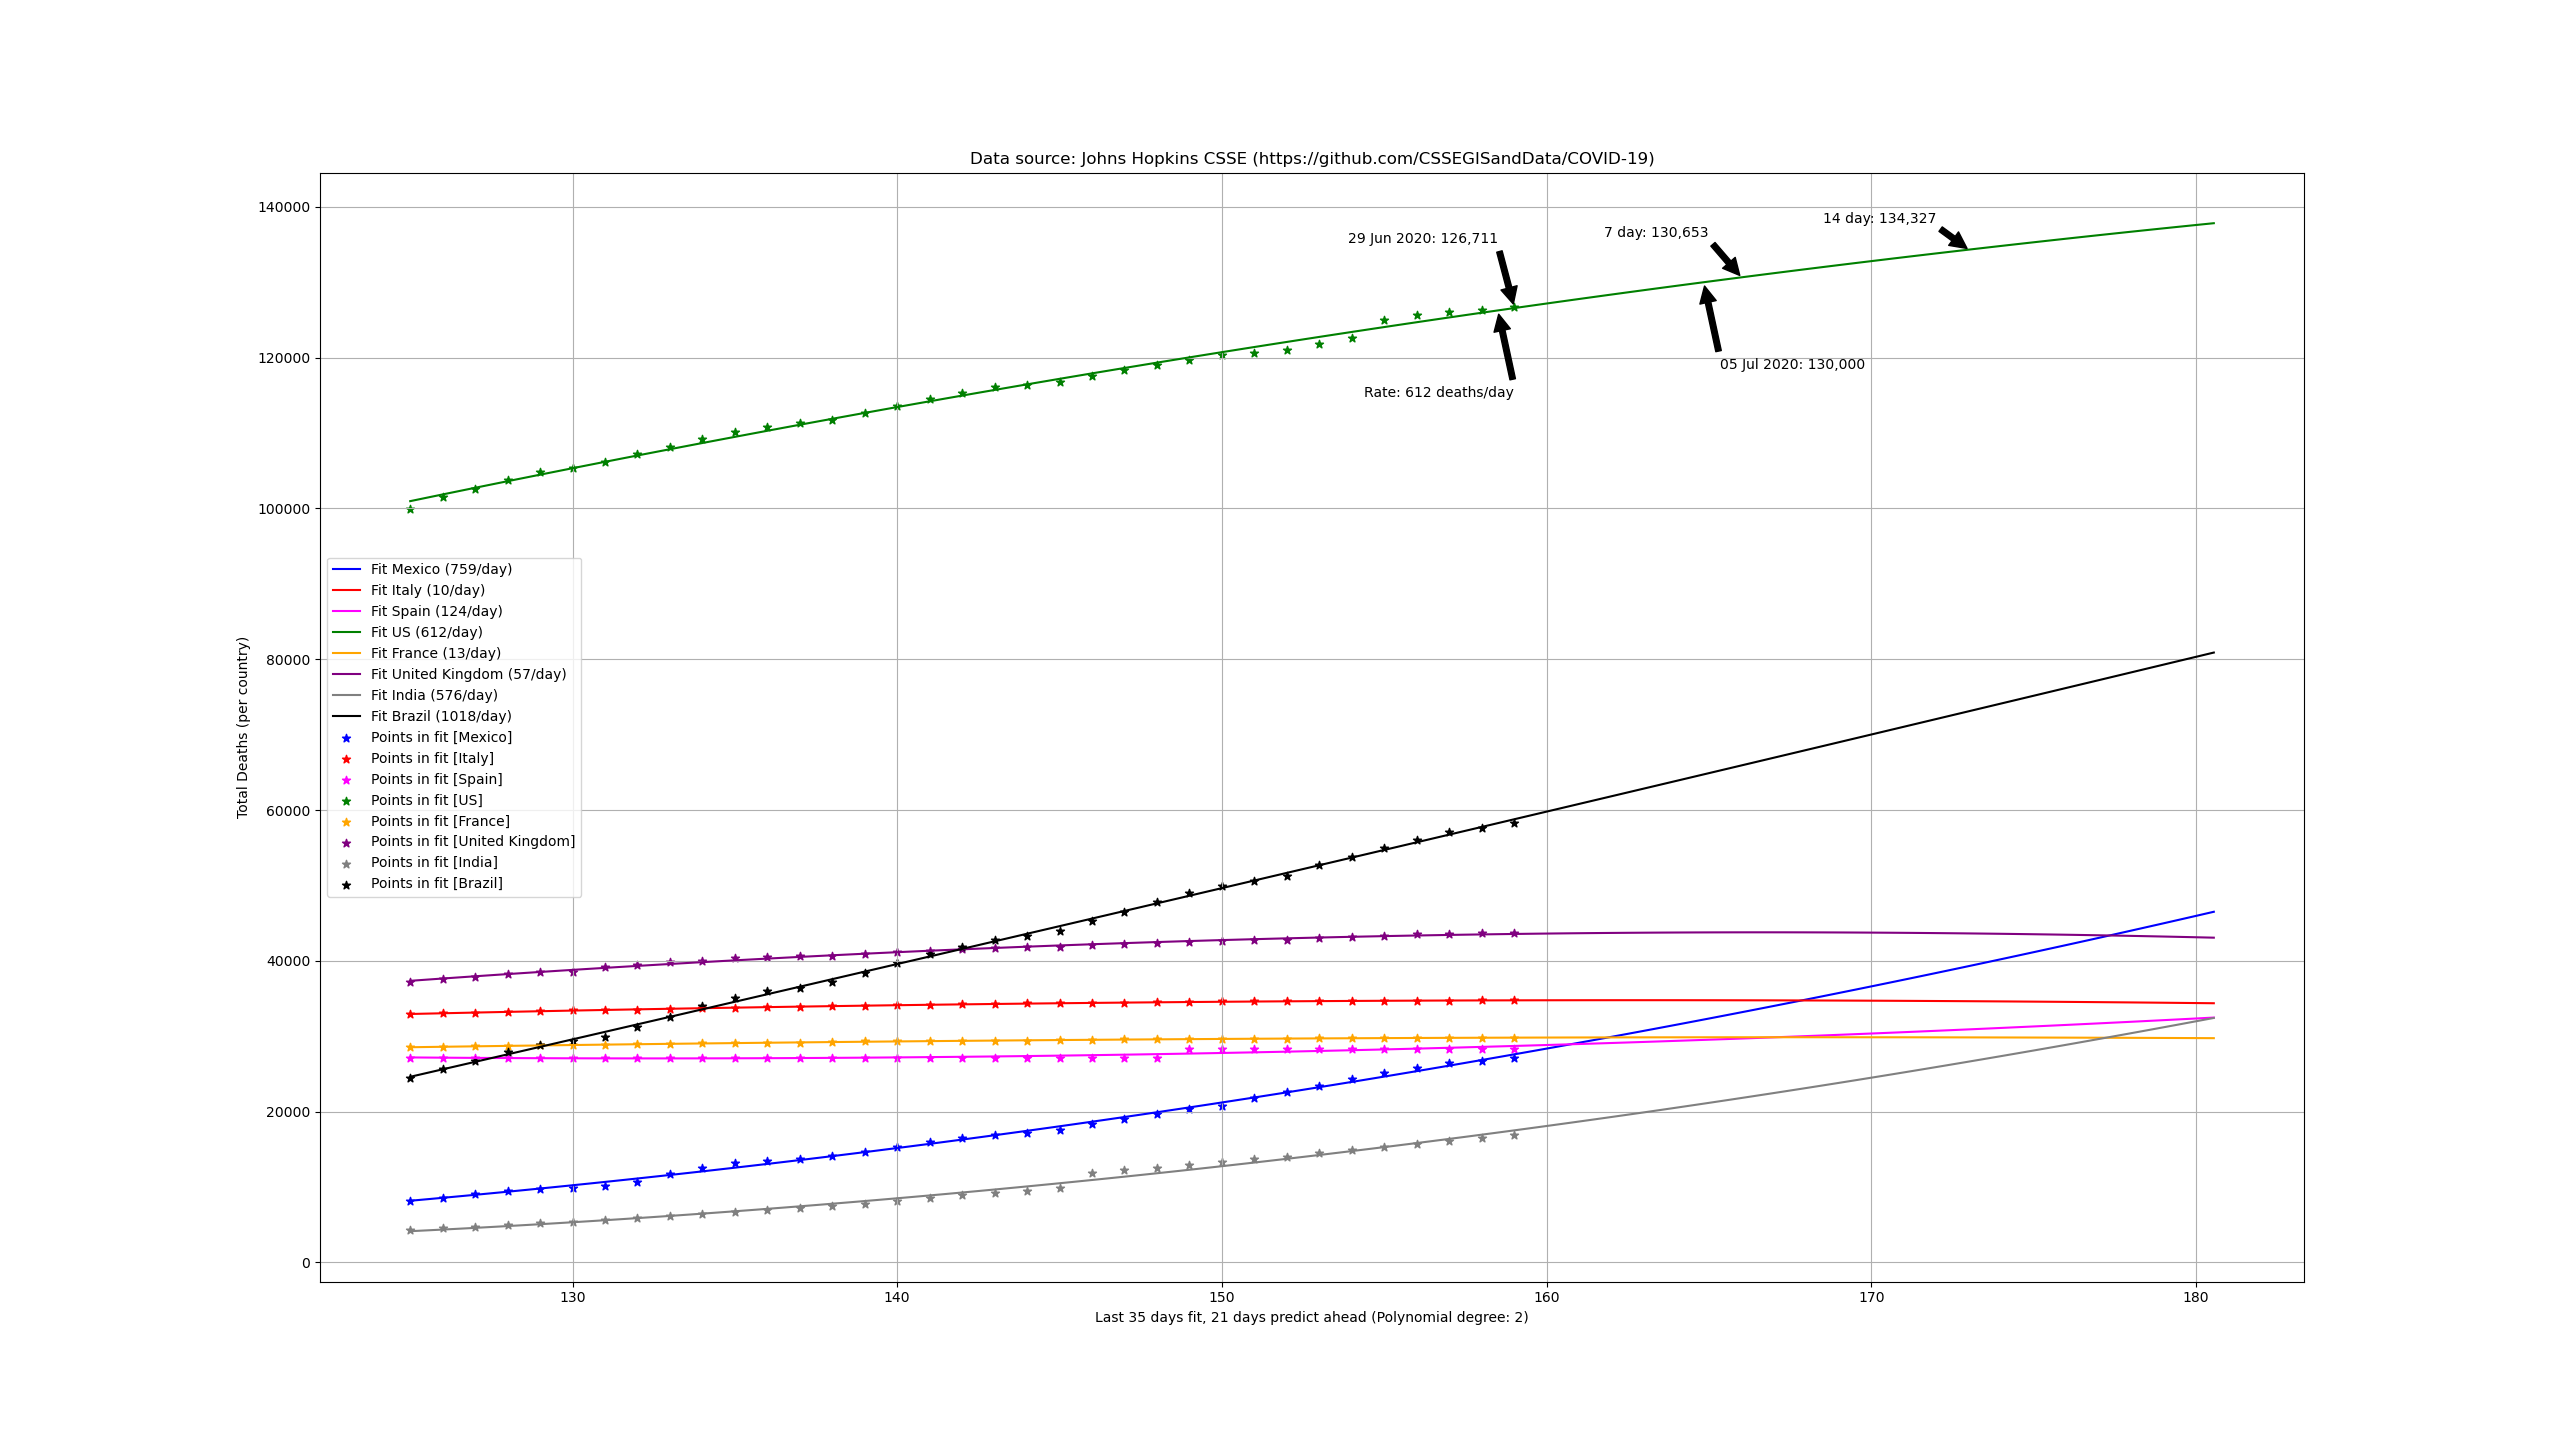 Data source: Johns Hopkins CSSE (https://github.com/CSSEGISandData/COVID-19)
140000
120000
100000
80000
60000
40000
20000
0
Total Deaths (per country)
14 day: 134,327
7 day: 130,653
29 Jun 2020: 126,711
05 Jul 2020: 130,000
Rate: 612 deaths/day
Fit Mexico (759/day)
Fit Italy (10/day)
Fit Spain (124/day)
Fit US (612/day)
Fit France (13/day)
Fit United Kingdom (57/day)
Fit India (576/day)
Fit Brazil (1018/day)
Points in fit [Mexico]
Points in fit [Italy]
Points in fit [Spain]
Points in fit [US]
Points in fit [France]
Points in fit [United Kingdom]
Points in fit [India]
Points in fit [Brazil]
130 140 150 160 170 180
Last 35 days fit, 21 days predict ahead (Polynomial degree: 2)